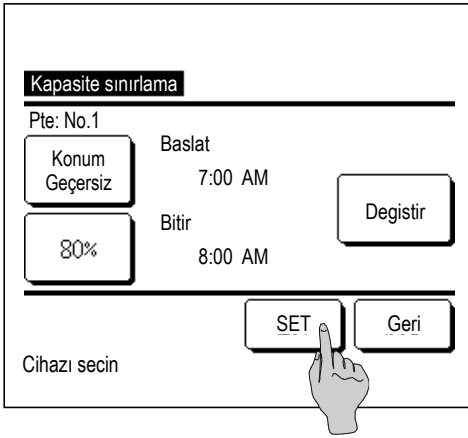 Kapasite sınırlama
Pte: No.1
Konum
Geçersiz
Baslat
7:00 AM
80%
Bitir
8:00 AM
Degistir
SET
Geri
Cihazı secin